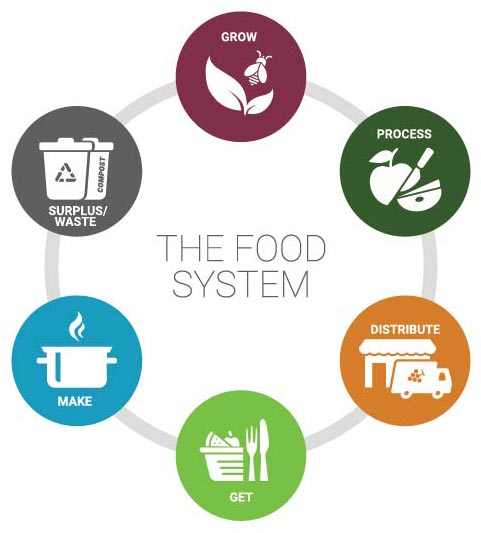 GROW
PROCESS
DISTRIBUTE
GET
MAKE
COMPOST
SURPLUS/
WASTE
THE FOOD
SYSTEM